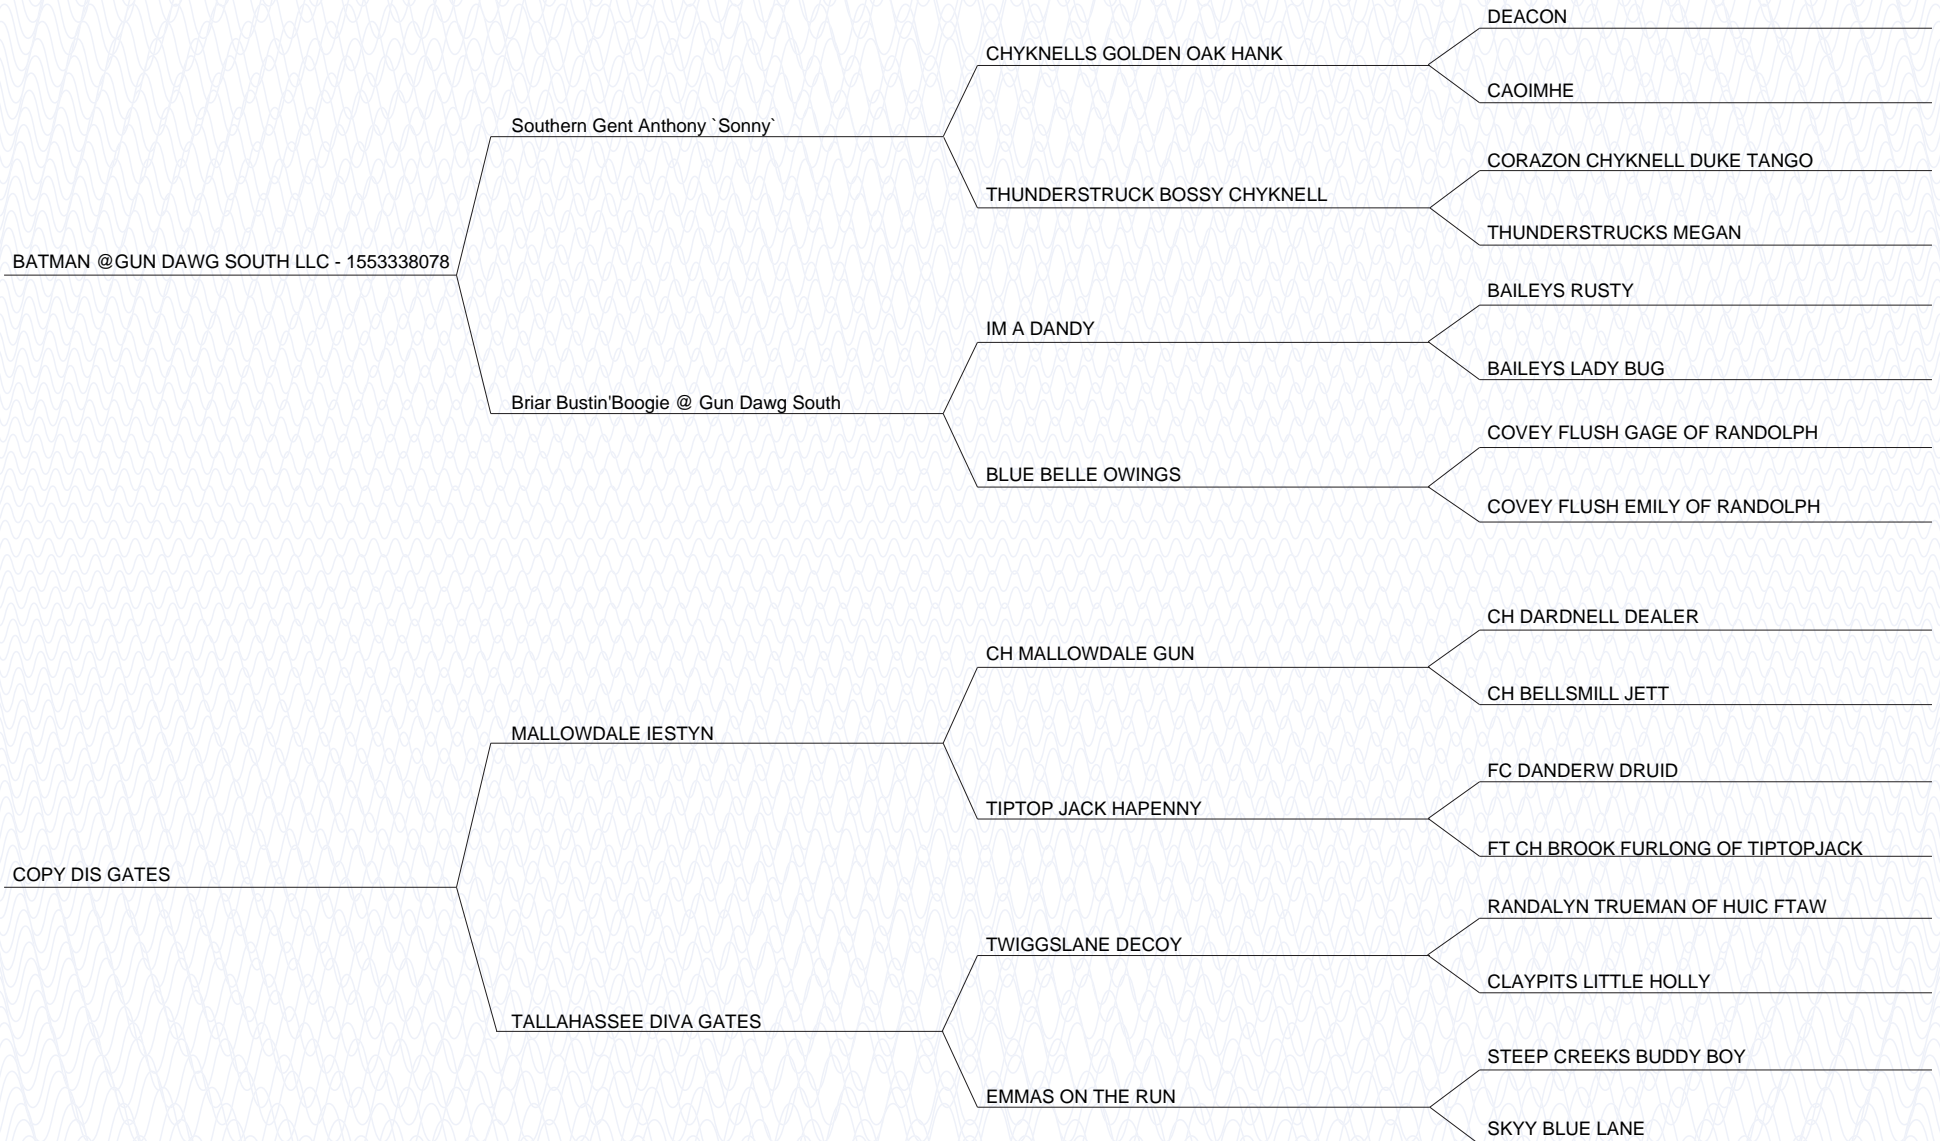 DEACON
CHYKNELLS GOLDEN OAK HANK
CAOIMHE
Southern Gent Anthony `Sonny`
CORAZON CHYKNELL DUKE TANGO
THUNDERSTRUCK BOSSY CHYKNELL
THUNDERSTRUCKS MEGAN
BATMAN @GUN DAWG SOUTH LLC - 1553338078
BAILEYS RUSTY
IM A DANDY
BAILEYS LADY BUG
Briar Bustin'Boogie @ Gun Dawg South
COVEY FLUSH GAGE OF RANDOLPH
BLUE BELLE OWINGS
COVEY FLUSH EMILY OF RANDOLPH
CH DARDNELL DEALER
CH MALLOWDALE GUN
CH BELLSMILL JETT
MALLOWDALE IESTYN
FC DANDERW DRUID
TIPTOP JACK HAPENNY
FT CH BROOK FURLONG OF TIPTOPJACK
COPY DIS GATES
RANDALYN TRUEMAN OF HUIC FTAW
TWIGGSLANE DECOY
CLAYPITS LITTLE HOLLY
TALLAHASSEE DIVA GATES
STEEP CREEKS BUDDY BOY
EMMAS ON THE RUN
SKYY BLUE LANE